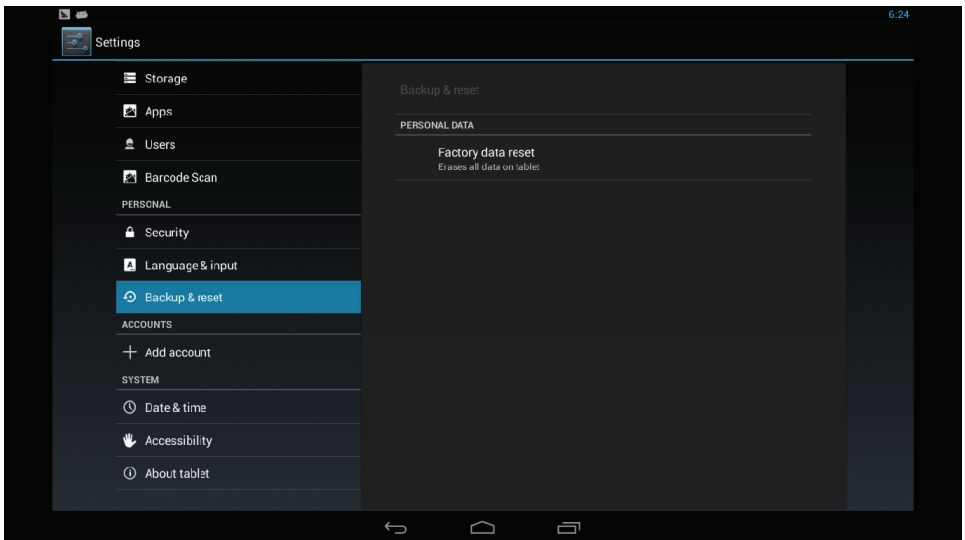 6:24
Settings
Storage
Apps
Users
Barcode Scan
PERSONAL
Security
Language & input
Backup & reset
ACCOUNTS
Add account
SYSTEM
Date & time
Accessibility
About tablet
Backup & reset
PERSONAL DATA
Factory data reset
Erases all data on tablet